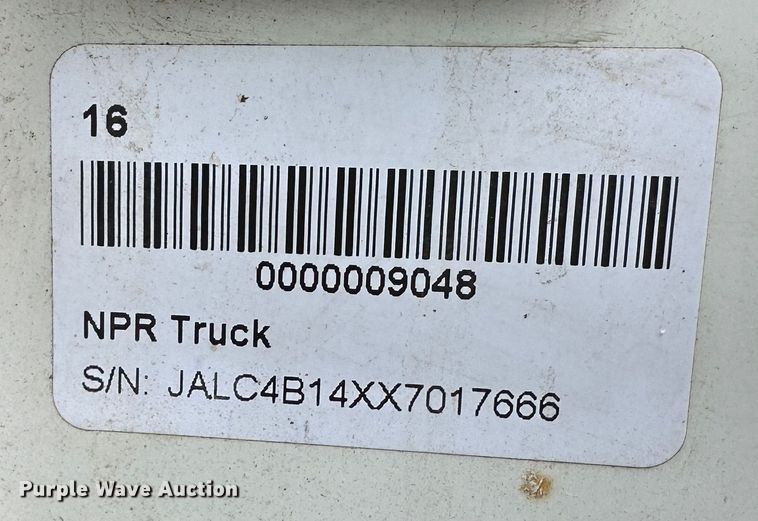 16
0000009048
NPR Truck
S/N: JALC4B14XX7017666
Purple Wave Auction